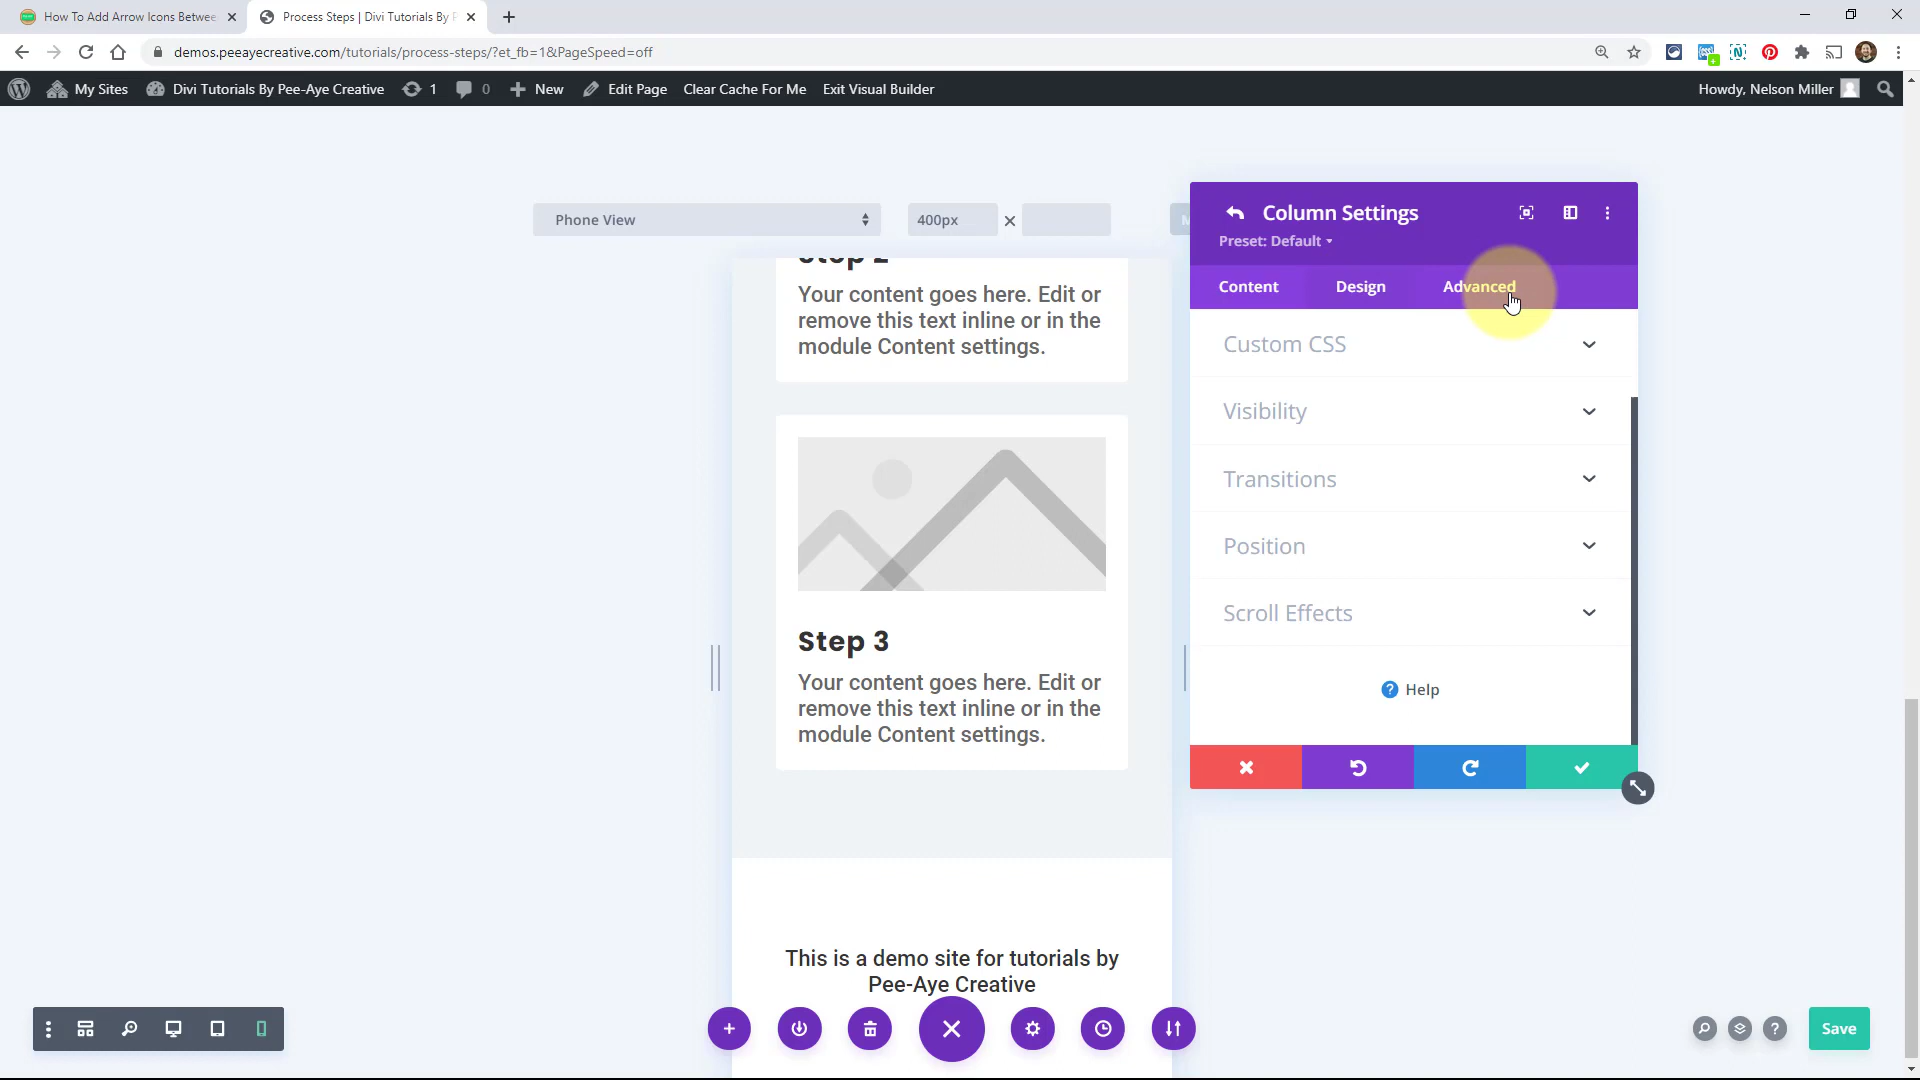 How To Add Arrow Icons Betwee
Process Steps | Divi Tutorials By P
demos.peeayecreative.com/tutorials/process-steps/?et_fb=1&PageSpeed=off
My Sites
Divi Tutorials By Pee-Aye Creative
1
0
New
Edit Page
Clear Cache For Me
Exit Visual Builder
Howdy, Nelson Miller
Phone View
400px
Column Settings
Preset: Default
Content
Design
Advanced
Step 2
Your content goes here. Edit or
remove this text inline or in the
module Content settings.
Custom CSS
Visibility
Transitions
Position
Scroll Effects
Help
Step 3
Your content goes here. Edit or
remove this text inline or in the
module Content settings.
This is a demo site for tutorials by
Pee-Aye Creative
Save